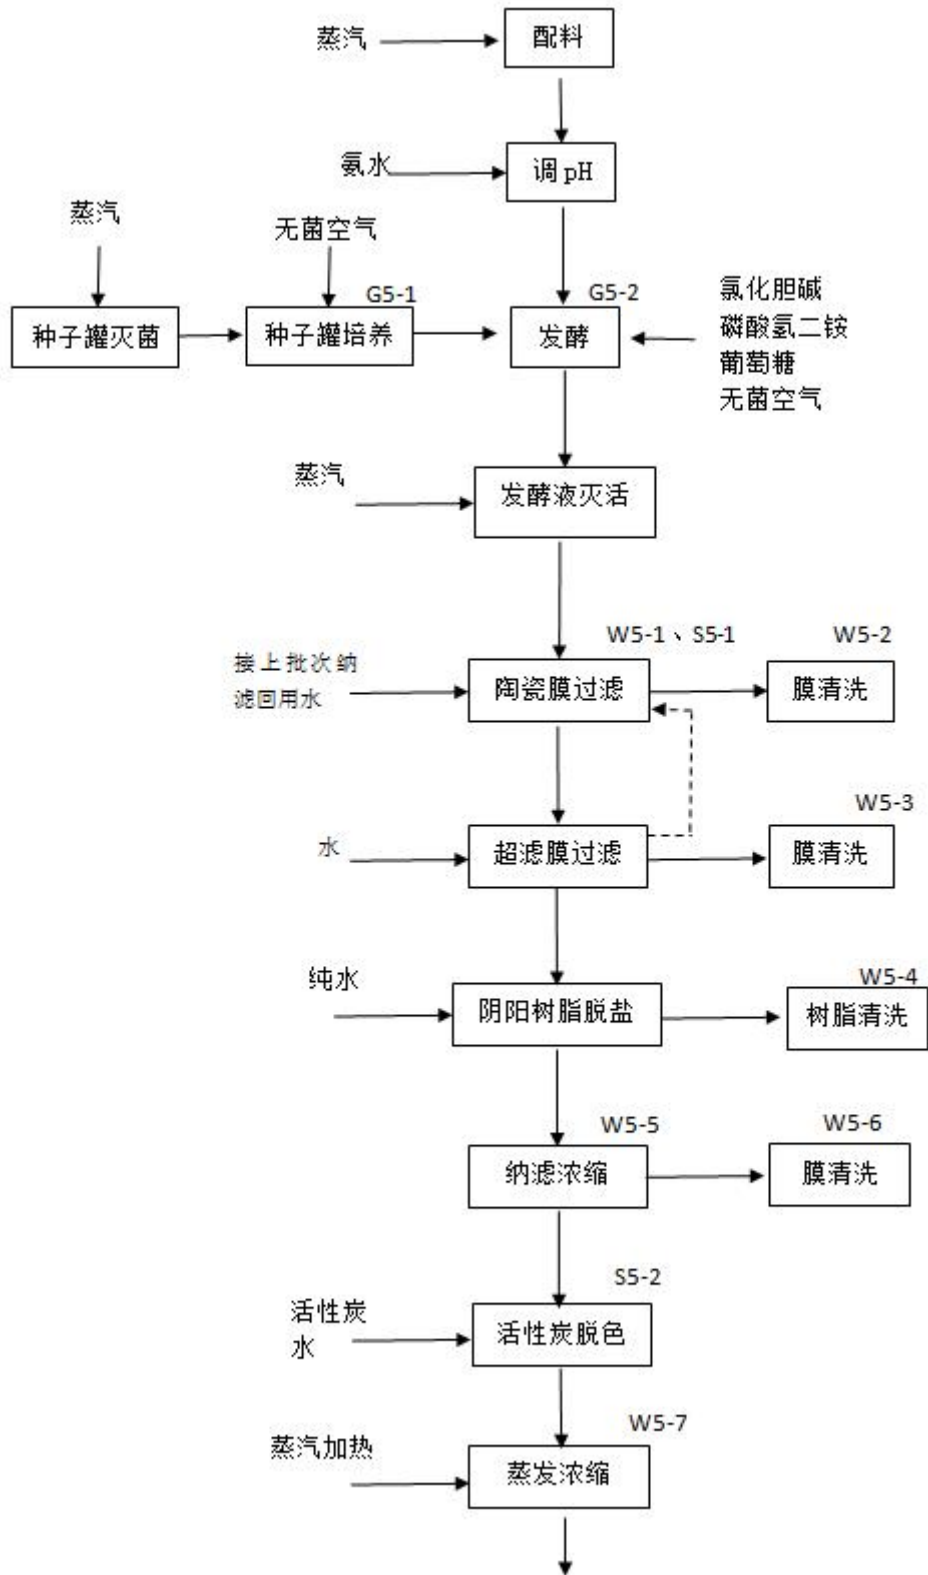 蒸汽
配料
氨水
调pH
蒸汽
无菌空气
G5-1
G5-2
种子罐灭菌
种子罐培养
发酵
氯化胆碱
磷酸氢二铵
葡萄糖
无菌空气
蒸汽
发酵液灭活
W5-1、S5-1
W5-2
接上批次纳
滤回用水
陶瓷膜过滤
膜清洗
W5-3
水
超滤膜过滤
膜清洗
W5-4
纯水
阴阳树脂脱盐
树脂清洗
W5-5
W5-6
纳滤浓缩
膜清洗
S5-2
活性炭
水
活性炭脱色
W5-7
蒸汽加热
蒸发浓缩